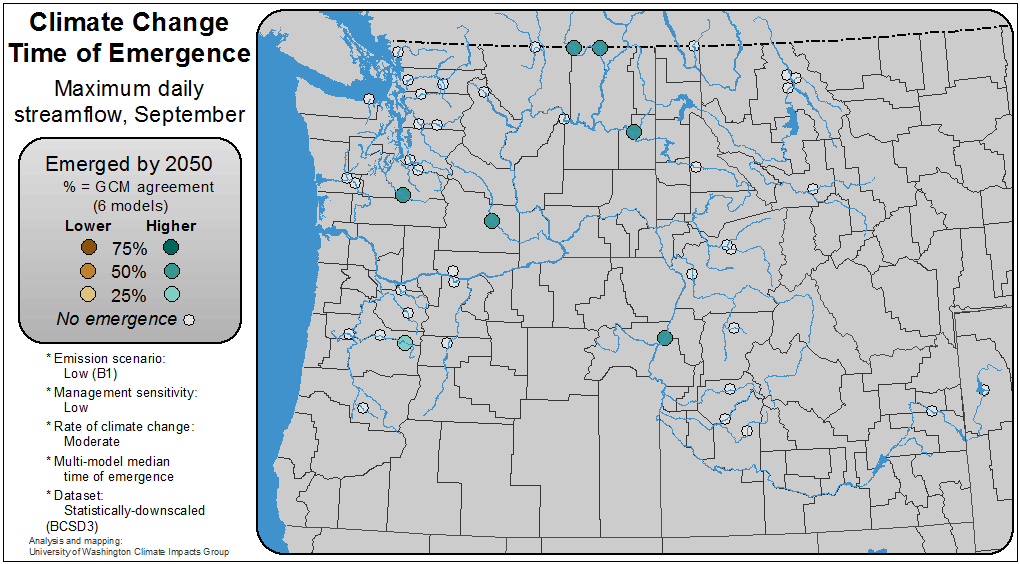 Climate Change
Time of Emergence
Maximum daily
streamflow, September
Emerged by 2050
% = GCM agreement
(6 models)
Lower Higher
75%
50%
25%
No emergence
* Emission scenario:
Low (B1)
* Management sensitivity:
Low
* Rate of climate change:
Moderate
* Multi-model median
time of emergence
* Dataset:
Statistically-downscaled
(BCSD3)
Analysis and mapping:
University of Washington Climate Impacts Group